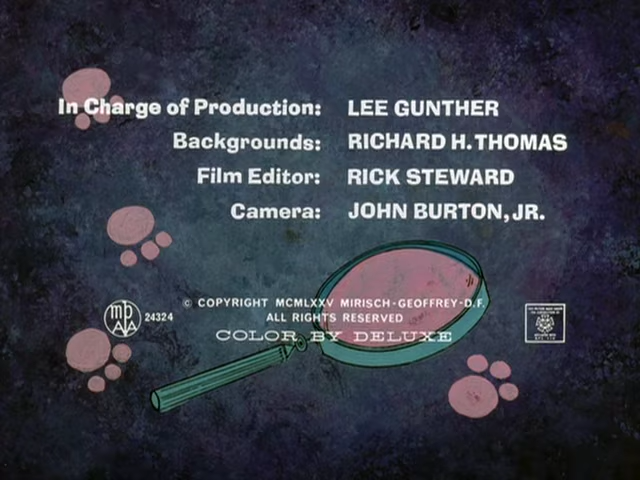 In Charge of Production: LEE GUNTHER
Backgrounds: RICHARD H. THOMAS
Film Editor: RICK STEWARD
Camera: JOHN BURTON, JR.
© COPYRIGHT MCMLXXV MIRISCH-GEOFFREY-D.F.
ALL RIGHTS RESERVED
24324
COLOR BY DELUXE